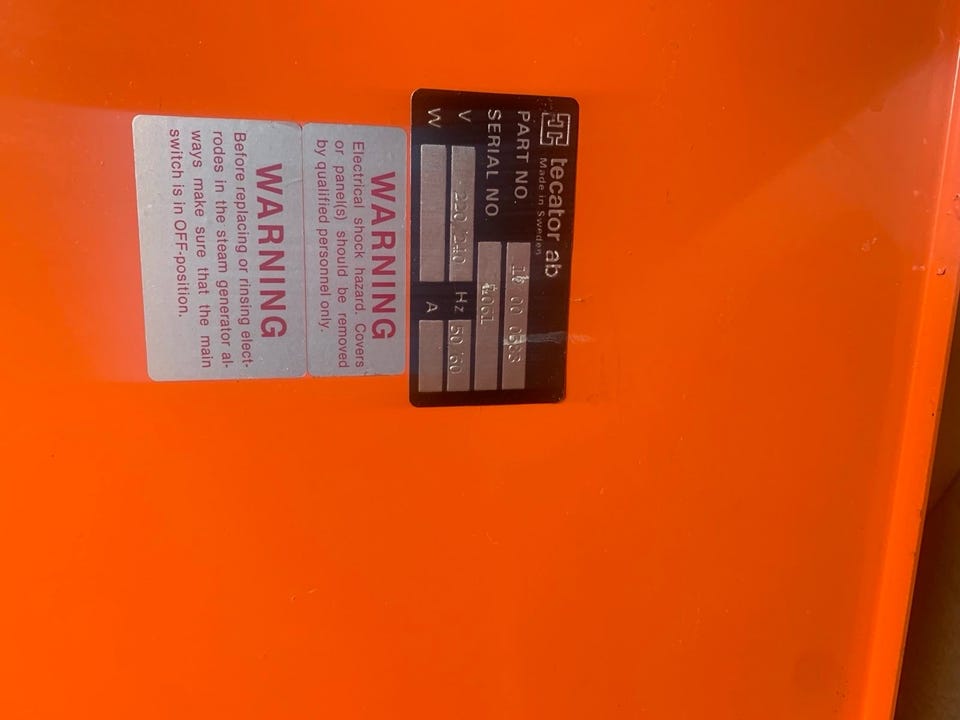 tecator ab
Made in Sweden
PART NO.
SERIAL NO.
V 220/240 Hz 50/60
W A
WARNING
Electrical shock hazard. Covers
or panel(s) should be removed
by qualified personnel only.
WARNING
Before replacing or rinsing elect-
rodes in the steam generator al-
ways make sure that the main
switch is in OFF-position.